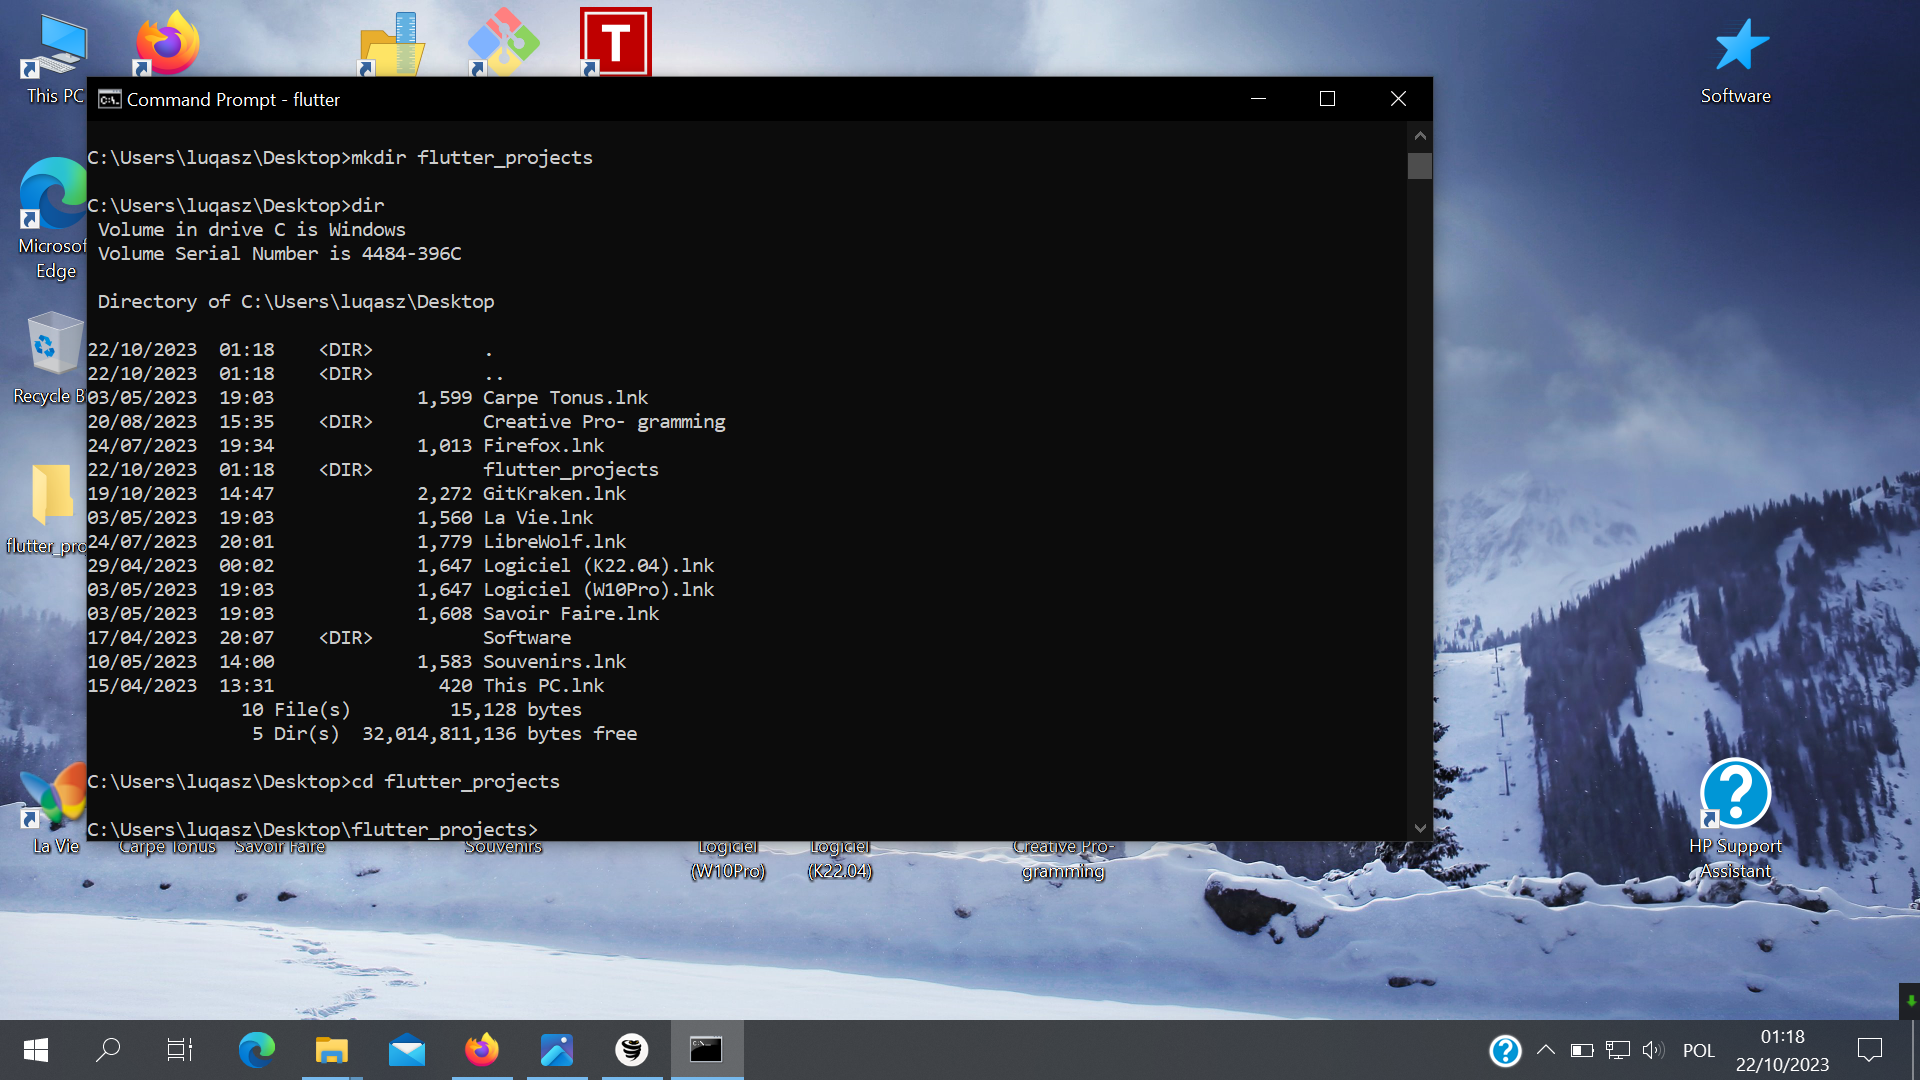 This PC
T
Software
Command Prompt - flutter
C:\Users\luqasz\Desktop>mkdir flutter_projects
C:\Users\luqasz\Desktop>dir
Volume in drive C is Windows
Volume Serial Number is 4484-396C
Directory of C:\Users\luqasz\Desktop
22/10/2023  01:18    <DIR>          .
22/10/2023  01:18    <DIR>          ..
03/05/2023  19:03             1,599 Carpe Tonus.lnk
20/08/2023  15:35    <DIR>          Creative Pro- gramming
24/07/2023  19:34             1,013 Firefox.lnk
22/10/2023  01:18    <DIR>          flutter_projects
19/10/2023  14:47             2,272 GitKraken.lnk
03/05/2023  19:03             1,560 La Vie.lnk
24/07/2023  20:01             1,779 LibreWolf.lnk
29/04/2023  00:02             1,647 Logiciel (K22.04).lnk
03/05/2023  19:03             1,647 Logiciel (W10Pro).lnk
03/05/2023  19:03             1,608 Savoir Faire.lnk
17/04/2023  20:07    <DIR>          Software
10/05/2023  14:00             1,583 Souvenirs.lnk
15/04/2023  13:31               420 This PC.lnk
10 File(s)         15,128 bytes
5 Dir(s)  32,014,811,136 bytes free
C:\Users\luqasz\Desktop>cd flutter_projects
C:\Users\luqasz\Desktop\flutter_projects>
Microsof
Edge
Recycle B
flutter_pro
La Vie
Carpe Tonus
Savoir Faire
Souvenirs
Logiciel
(W10Pro)
Logiciel
(K22.04)
Creative Pro-
gramming
HP Support
Assistant
POL
01:18
22/10/2023